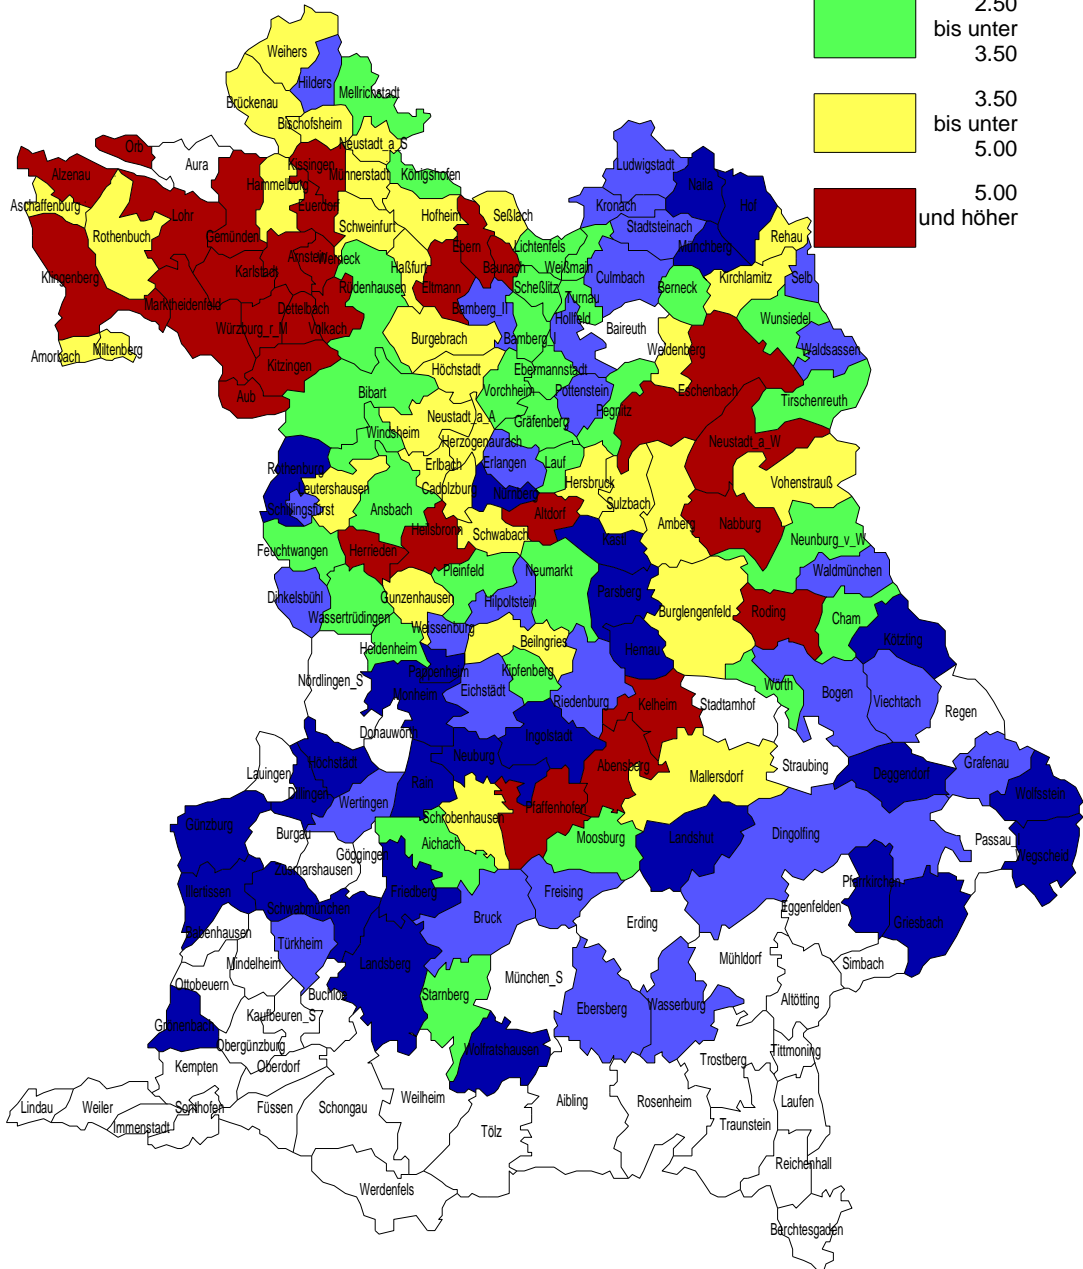 2.50
bis unter
3.50
3.50
bis unter
5.00
5.00
und höher
Weihers
Hilders
Mellrichstadt
Brückenau
Bischofsheim
Neustadt_a_S
Orb
Aura
Kissingen
Münnerstadt
Königshofen
Alzenau
Hammelburg
Ludwigstadt
Naila
Hof
Aschaffenburg
Lohr
Euerdorf
Schweinfurt
Hofheim
Seßlach
Kronach
Stadtsteinach
Rehau
Rothenbuch
Gemünden
Ebern
Lichtenfels
Münchberg
Klingenberg
Karlstadt
Arnstein
Werneck
Haßfurt
Baunach
Weißmain
Culmbach
Kirchlamitz
Selb
Rüdenhausen
Eltmann
Scheßlitz
Berneck
Marktheidenfeld
Dettelbach
Bamberg_II
Turnau
Hollfeld
Wunsiedel
Würzburg_r_M
Volkach
Burgebrach
Bamberg_I
Baireuth
Weidenberg
Waldsassen
Amorbach
Miltenberg
Kitzingen
Höchstadt
Ebermannstadt
Aub
Bibart
Vorchheim
Pottenstein
Eschenbach
Tirschenreuth
Neustadt_a_A
Gräfenberg
Pegnitz
Windsheim
Herzogenaurach
Neustadt_a_W
Rothenburg
Erlbach
Erlangen
Lauf
Leutershausen
Cadolzburg
Nürnberg
Hersbruck
Vohenstrauß
Schillingsfürst
Ansbach
Altdorf
Sulzbach
Amberg
Nabburg
Feuchtwangen
Herrieden
Heilsbronn
Schwabach
Kastl
Neunburg_v_W
Pleinfeld
Neumarkt
Waldmünchen
Dinkelsbühl
Gunzenhausen
Hilpoltstein
Parsberg
Burglengenfeld
Roding
Cham
Wassertrüdingen
Weissenburg
Beilngries
Kötzting
Heidenheim
Hemau
Nördlingen_S
Pappenheim
Kipfenberg
Wörth
Monheim
Eichstädt
Riedenburg
Kelheim
Stadtamhof
Bogen
Viechtach
Regen
Donauwörth
Ingolstadt
Lauingen
Höchstädt
Neuburg
Abensberg
Straubing
Grafenau
Dillingen
Rain
Mallersdorf
Deggendorf
Wolfsstein
Wertingen
Schrobenhausen
Pfaffenhofen
Günzburg
Burgau
Aichach
Moosburg
Landshut
Dingolfing
Passau_I
Göggingen
Wegscheid
Zusmarshausen
Illertissen
Friedberg
Freising
Pfarrkirchen
Schwabmünchen
Bruck
Erding
Eggenfelden
Griesbach
Babenhausen
Türkheim
Mindelheim
Landsberg
München_S
Mühldorf
Simbach
Ottobeuern
Buchloe
Starnberg
Ebersberg
Wasserburg
Altötting
Grönenbach
Kaufbeuren_S
Obergünzburg
Wolfratshausen
Tittmoning
Kempten
Oberdorf
Trostberg
Lindau
Weiler
Sonthofen
Füssen
Schongau
Weilheim
Aibling
Rosenheim
Laufen
Immenstadt
Tölz
Traunstein
Reichenhall
Werdenfels
Berchtesgaden